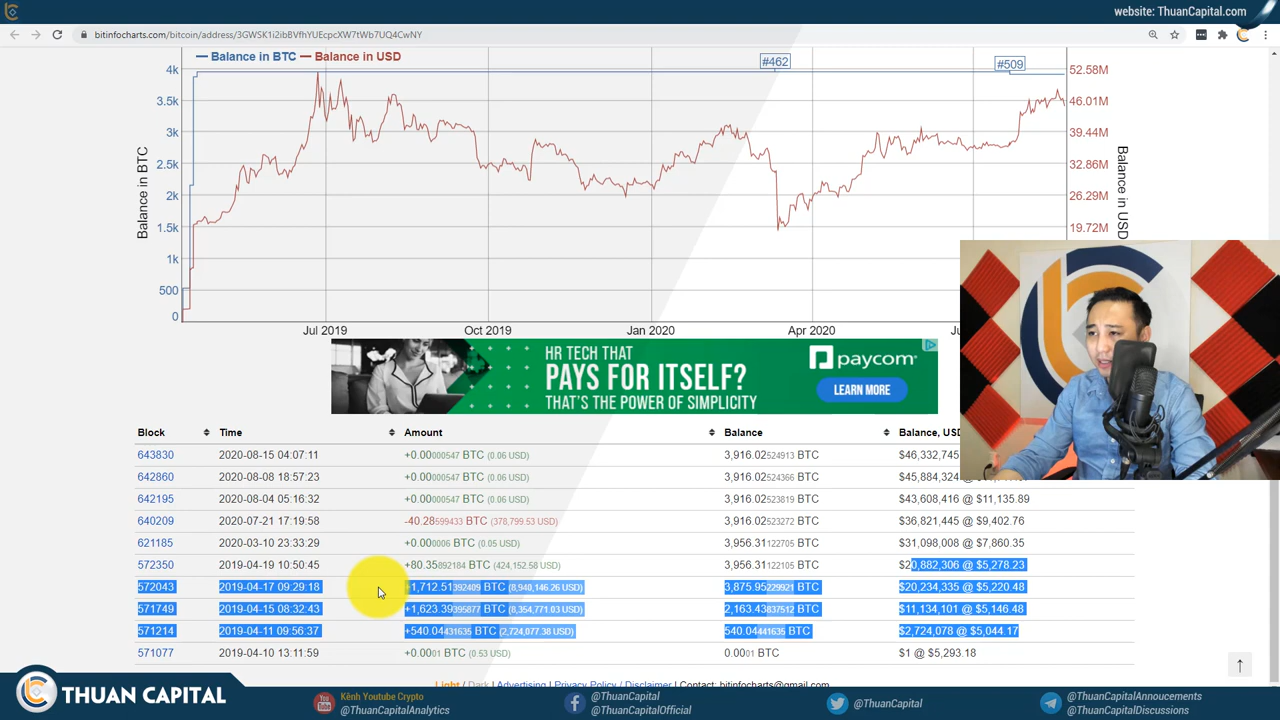 website: ThuanCapital.com
bitinfocharts.com/bitcoin/address/3GWSK1i2ibBVfhYUEcpcXW7tWb7UQ4CwNY
Balance in BTC Balance in USD
#462 #509
4k 52.58M
3.5k 46.01M
3k 39.44M
2.5k 32.86M
2k 26.29M
1.5k 19.72M
1k
500
0
Balance in BTC
Balance in USD
Jul 2019 Oct 2019 Jan 2020 Apr 2020
HR TECH THAT
PAYS FOR ITSELF?
THAT'S THE POWER OF SIMPLICITY
paycom
LEARN MORE
Block Time Amount Balance Balance, USD
643830 2020-08-15 04:07:11 +0.00000547 BTC (0.06 USD) 3,916.02524913 BTC $46,332,745
642860 2020-08-08 18:57:23 +0.00000547 BTC (0.06 USD) 3,916.02524366 BTC
642195 2020-08-04 05:16:32 +0.00000547 BTC (0.06 USD) 3,916.02523819 BTC $43,608,416 @ $11,135.89
640209 2020-07-21 17:19:58 -40.28599433 BTC (378,799.53 USD) 3,916.02523272 BTC $36,821,445 @ $9,402.76
621185 2020-03-10 23:33:29 +0.000006 BTC (0.05 USD) 3,956.31122705 BTC $31,098,008 @ $7,860.35
572350 2019-04-19 10:50:45 +80.35892184 BTC (424,152.58 USD) 3,956.31122105 BTC $20,882,306 @ $5,278.23
572043 2019-04-17 09:29:18 +1,712.51392409 BTC (8,940,146.26 USD) 3,875.95229921 BTC $20,234,335 @ $5,220.48
571749 2019-04-15 08:32:43 +1,623.39395877 BTC (8,354,771.03 USD) 2,163.43837512 BTC $11,134,101 @ $5,146.48
571214 2019-04-11 09:56:37 +540.04431635 BTC (2,724,077.38 USD) 540.04441635 BTC $2,724,078 @ $5,044.17
571077 2019-04-10 13:11:59 +0.0001 BTC (0.53 USD) 0.0001 BTC $1 @ $5,293.18
Light / Dark | Advertising | Privacy Policy / Disclaimer | Contact: bitinfocharts@gmail.com
THUAN CAPITAL
Kênh Youtube Crypto
@ThuanCapitalAnalytics
@ThuanCapital
@ThuanCapitalOfficial
@ThuanCapital
@ThuanCapitalAnnoucements
@ThuanCapitalDiscussions